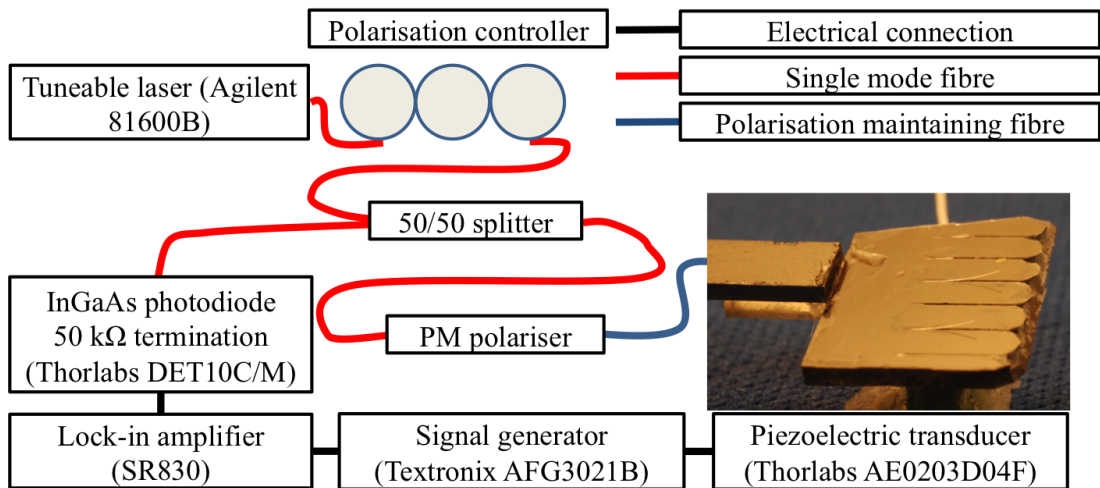 Polarisation controller
Electrical connection
Tuneable laser (Agilent
81600B)
Single mode fibre
Polarisation maintaining fibre
50/50 splitter
InGaAs photodiode
50 kΩ termination
(Thorlabs DET10C/M)
PM polariser
Lock-in amplifier
(SR830)
Signal generator
(Textronix AFG3021B)
Piezoelectric transducer
(Thorlabs AE0203D04F)